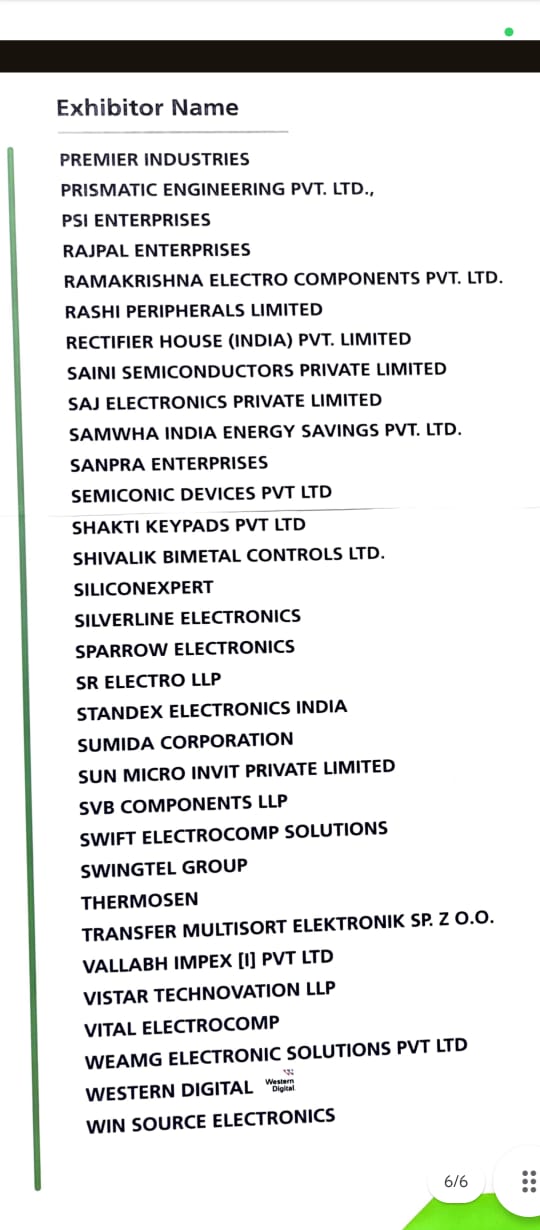 Exhibitor Name
PREMIER INDUSTRIES
PRISMATIC ENGINEERING PVT. LTD.,
PSI ENTERPRISES
RAJPAL ENTERPRISES
RAMAKRISHNA ELECTRO COMPONENTS PVT. LTD.
RASHI PERIPHERALS LIMITED
RECTIFIER HOUSE (INDIA) PVT. LIMITED
SAINI SEMICONDUCTORS PRIVATE LIMITED
SAJ ELECTRONICS PRIVATE LIMITED
SAMWHA INDIA ENERGY SAVINGS PVT. LTD.
SANPRA ENTERPRISES
SEMICONIC DEVICES PVT LTD
SHAKTI KEYPADS PVT LTD
SHIVALIK BIMETAL CONTROLS LTD.
SILICONEXPERT
SILVERLINE ELECTRONICS
SPARROW ELECTRONICS
SR ELECTRO LLP
STANDEX ELECTRONICS INDIA
SUMIDA CORPORATION
SUN MICRO INVIT PRIVATE LIMITED
SVB COMPONENTS LLP
SWIFT ELECTROCOMP SOLUTIONS
SWINGTEL GROUP
THERMOSEN
TRANSFER MULTISORT ELEKTRONIK SP. Z O.O.
VALLABH IMPEX [I] PVT LTD
VISTAR TECHNOVATION LLP
VITAL ELECTROCOMP
WEAMG ELECTRONIC SOLUTIONS PVT LTD
WESTERN DIGITAL Western Digital
WIN SOURCE ELECTRONICS
6/6